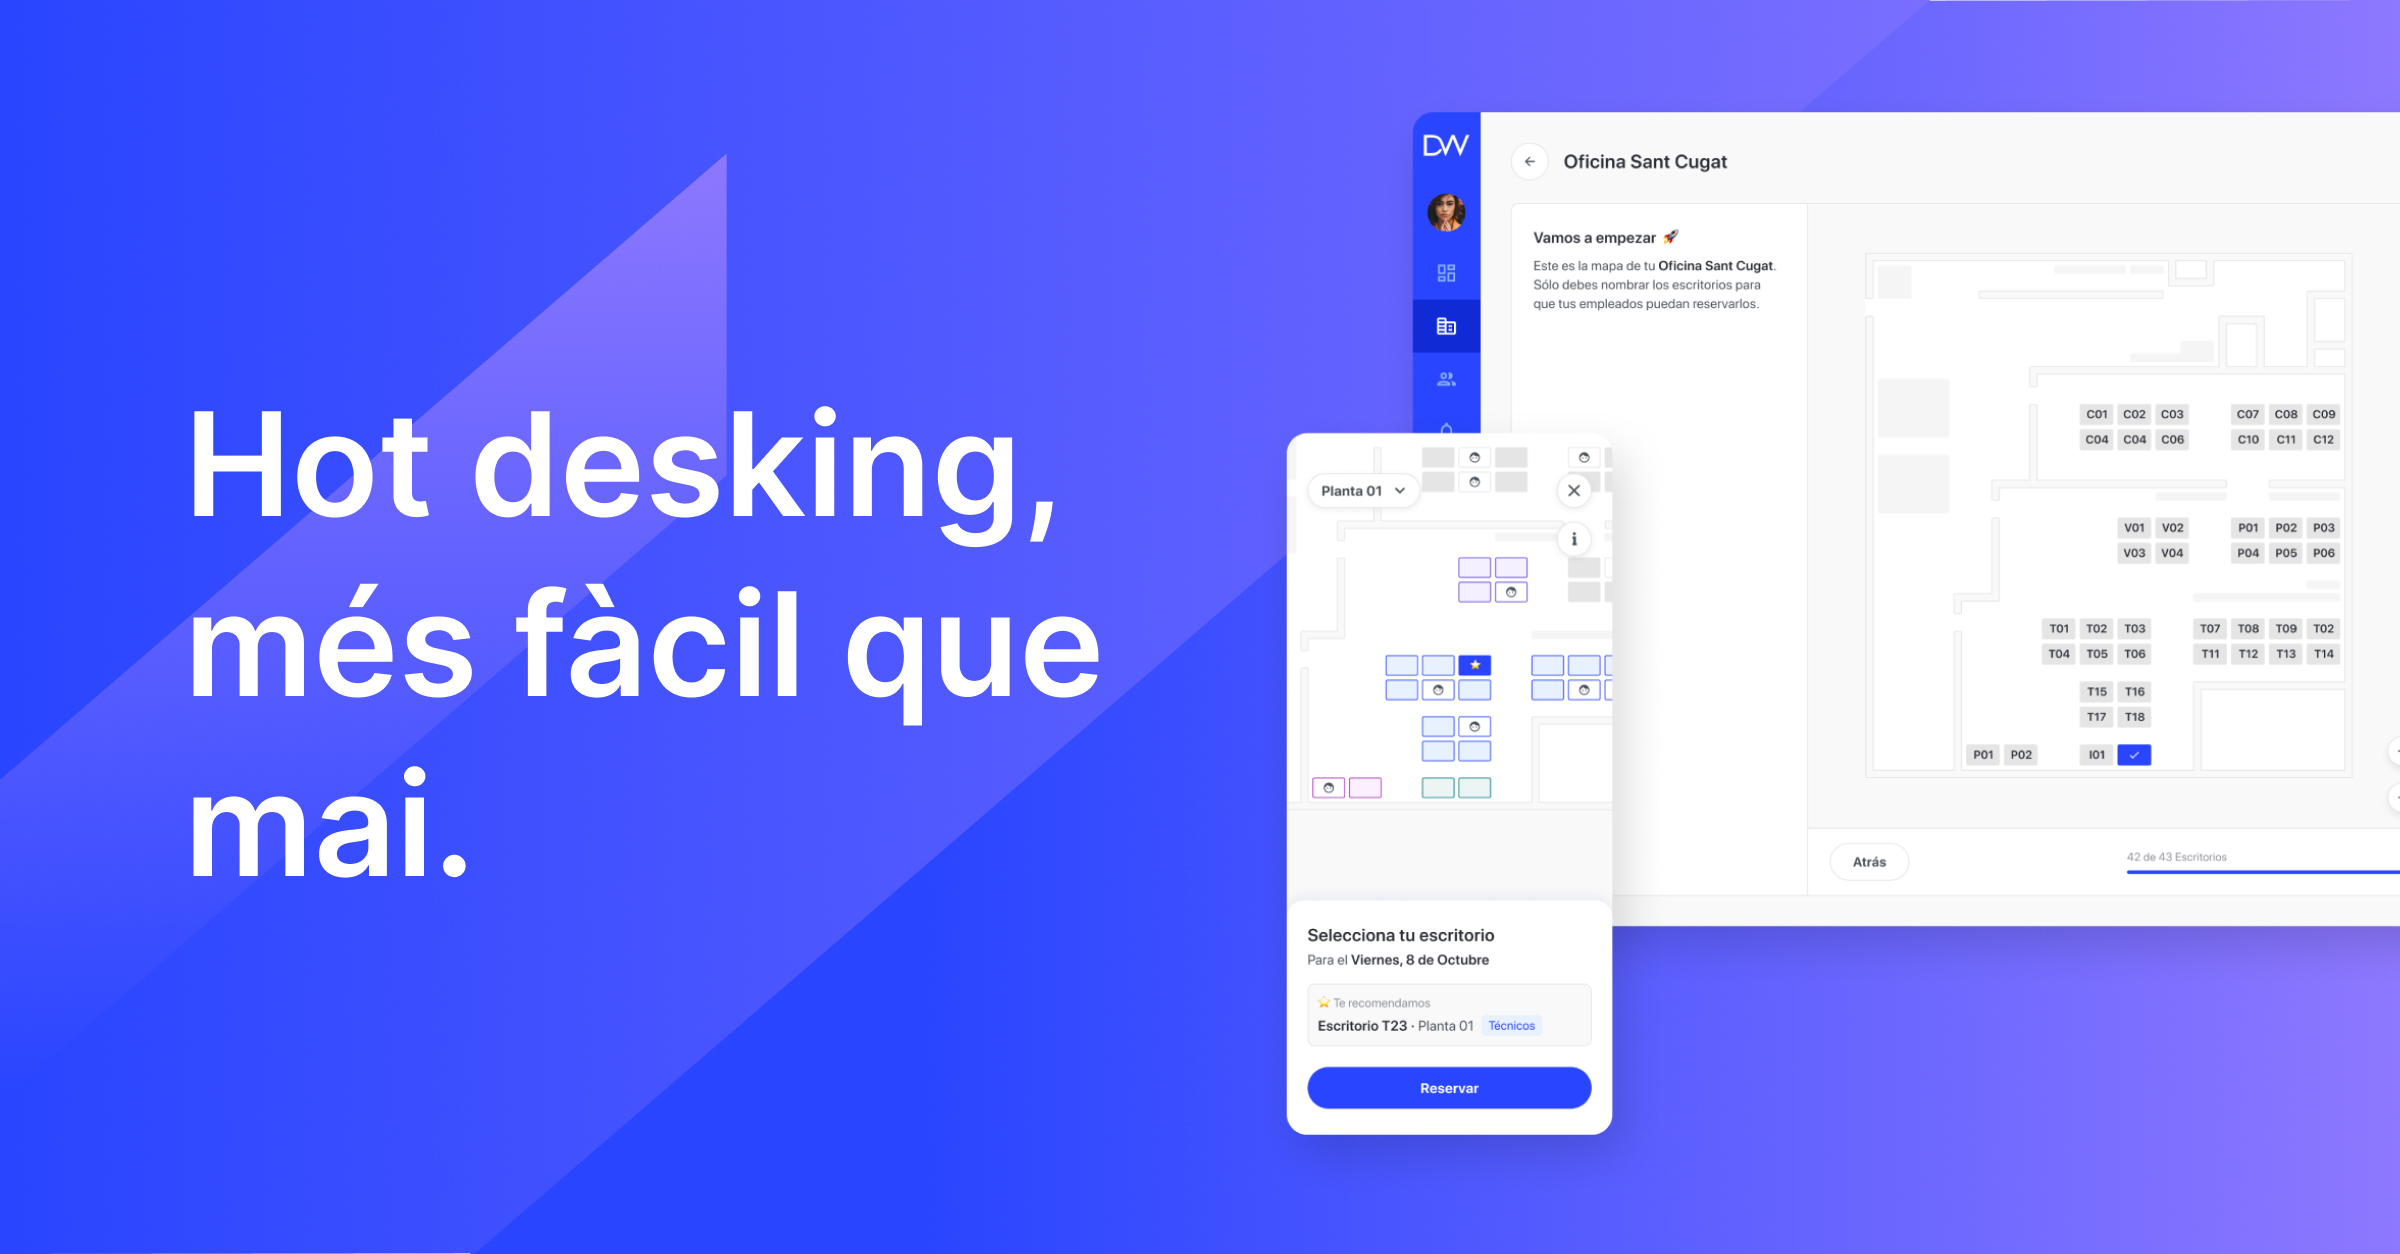 Hot desking,
més fàcil que
mai.
DW
Oficina Sant Cugat
Vamos a empezar 🚀
Este es la mapa de tu Oficina Sant Cugat.
Sólo debes nombrar los escritorios para
que tus empleados puedan reservarlos.
C01 C02 C03 C07 C08 C09
C04 C04 C06 C10 C11 C12
V01 V02 P01 P02 P03
V03 V04 P04 P05 P06
T01 T02 T03 T07 T08 T09 T02
T04 T05 T06 T11 T12 T13 T14
T15 T16
T17 T18
P01 P02 I01
Atrás
42 de 43 Escritorios
Planta 01
i
Selecciona tu escritorio
Para el Viernes, 8 de Octubre
⭐ Te recomendamos
Escritorio T23 · Planta 01 Técnicos
Reservar